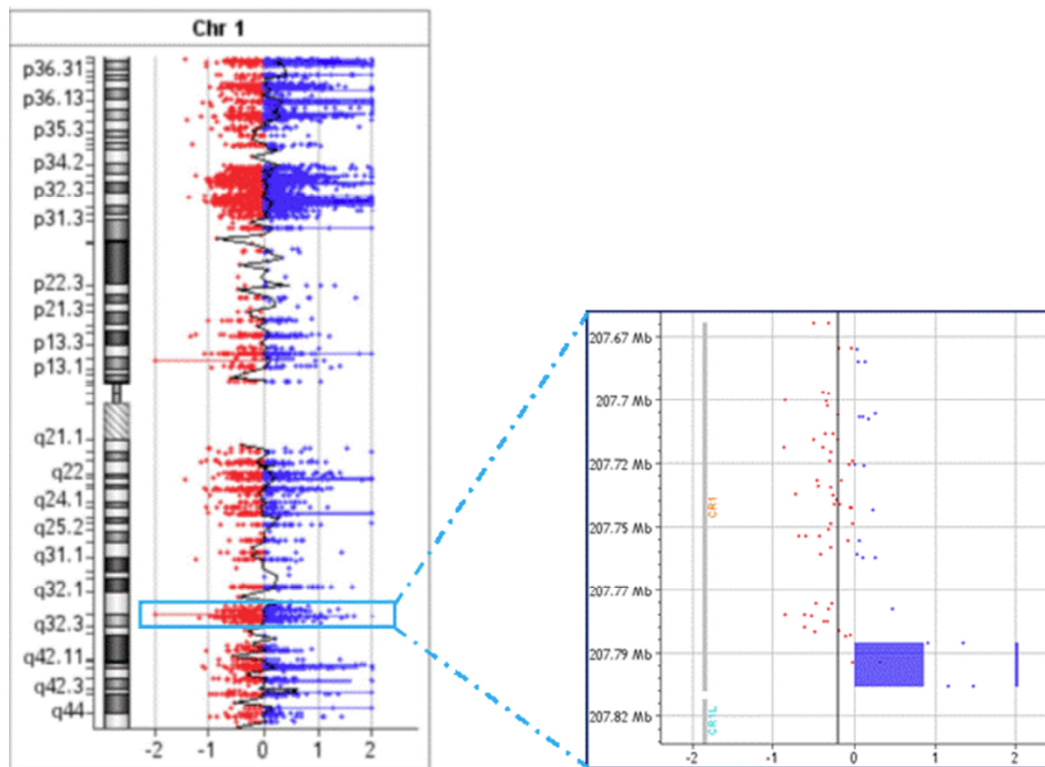 Chr 1
p36.31
p36.13
p35.3
p34.2
p32.3
p31.3
p22.3
p21.3
p13.3
p13.1
q21.1
q22
q24.1
q25.2
q31.1
q32.1
q32.3
q42.11
q42.3
q44
-2 -1 0 1 2
207.67 Mb
207.7 Mb
207.72 Mb
207.75 Mb
207.77 Mb
207.79 Mb
207.82 Mb
CR1
CR1L
-2 -1 0 1 2